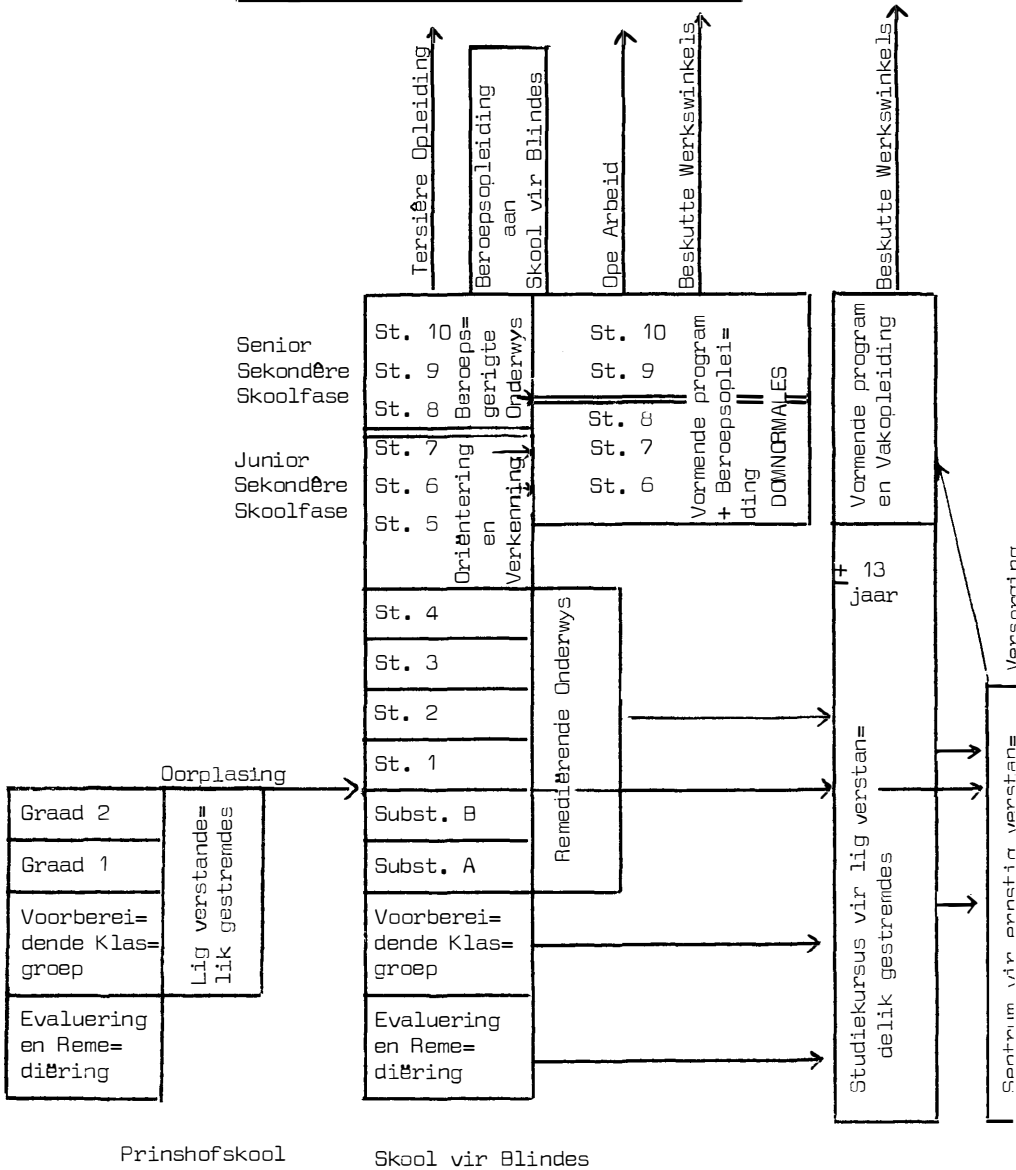 Tersiêre Opleiding
Beroepsopleiding
aan
Skool vir Blindes
Ope Arbeid
Beskutte Werkswinkels
Beskutte Werkswinkels
Senior
Sekondêre
Skoolfase
St. 10
St. 9
St. 8
Beroeps=
gerigte
Onderwys
St. 10
St. 9
St. 8
St. 7
St. 6
Vormende program
+ Beroepsoplei=
ding
DOMNORMALES
Vormende program
en Vakopleiding
Junior
Sekondêre
Skoolfase
St. 7
St. 6
St. 5
Oriëntering
en
Verkenning
+ 13
jaar
St. 4
St. 3
St. 2
St. 1
Subst. B
Subst. A
Remediërende Onderwys
Voorberei=
dende Klas=
groep
Evaluering
en Reme=
diëring
Oorplasing
Graad 2
Graad 1
Lig verstande=
lik gestremdes
Voorberei=
dende Klas=
groep
Evaluering
en Reme=
diëring
Studiekursus vir lig verstan=
delik gestremdes
Versorging
Sentrum vir ernstig verstan=
Prinshofskool
Skool vir Blindes